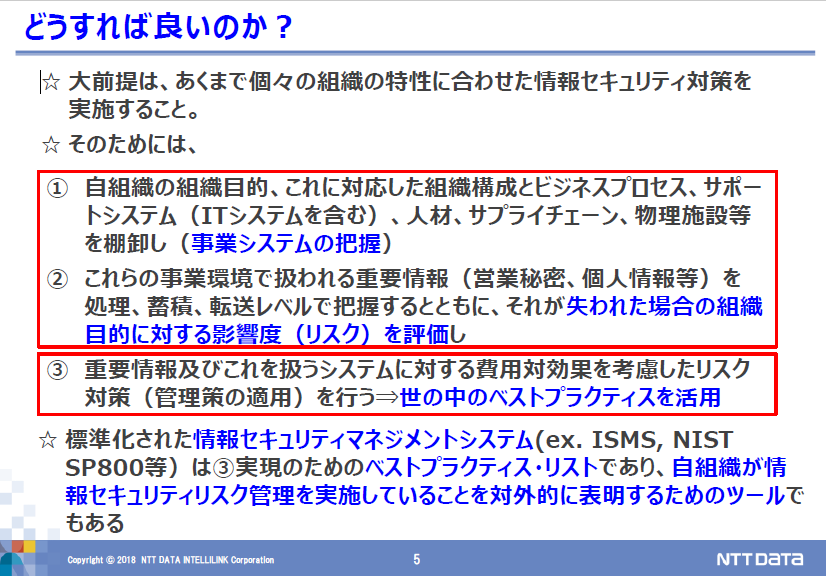 どうすれば良いのか？
☆ 大前提は、あくまで個々の組織の特性に合わせた情報セキュリティ対策を
実施すること。
☆ そのためには、
① 自組織の組織目的、これに対応した組織構成とビジネスプロセス、サポー
トシステム（ITシステムを含む）、人材、サプライチェーン、物理施設等
を棚卸し（事業システムの把握）
② これらの事業環境で扱われる重要情報（営業秘密、個人情報等）を
処理、蓄積、転送レベルで把握するとともに、それが失われた場合の組織
目的に対する影響度（リスク）を評価し
③ 重要情報及びこれを扱うシステムに対する費用対効果を考慮したリスク
対策（管理策の適用）を行う⇒世の中のベストプラクティスを活用
☆ 標準化された情報セキュリティマネジメントシステム(ex. ISMS, NIST
SP800等）は③実現のためのベストプラクティス・リストであり、自組織が情
報セキュリティリスク管理を実施していることを対外的に表明するためのツールで
もある
Copyright © 2018 NTT DATA INTELLILINK Corporation
5
NTT DATA